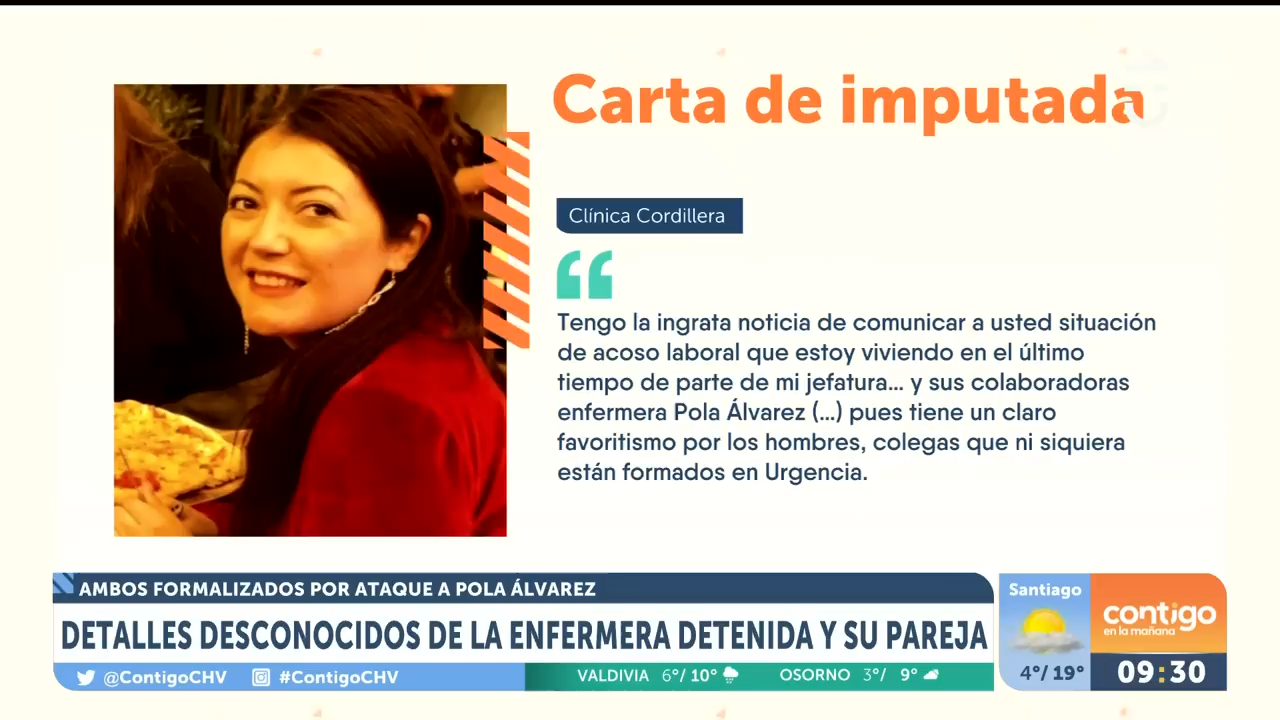 Carta de imputada
Clínica Cordillera
“
Tengo la ingrata noticia de comunicar a usted situación
de acoso laboral que estoy viviendo en el último
tiempo de parte de mi jefatura... y sus colaboradoras
enfermera Pola Álvarez (...) pues tiene un claro
favoritismo por los hombres, colegas que ni siquiera
están formados en Urgencia.
AMBOS FORMALIZADOS POR ATAQUE A POLA ÁLVAREZ
DETALLES DESCONOCIDOS DE LA ENFERMERA DETENIDA Y SU PAREJA
@ContigoCHV #ContigoCHV
VALDIVIA 6°/ 10° OSORNO 3°/ 9°
Santiago
4°/ 19°
contigo
en la mañana
09:30